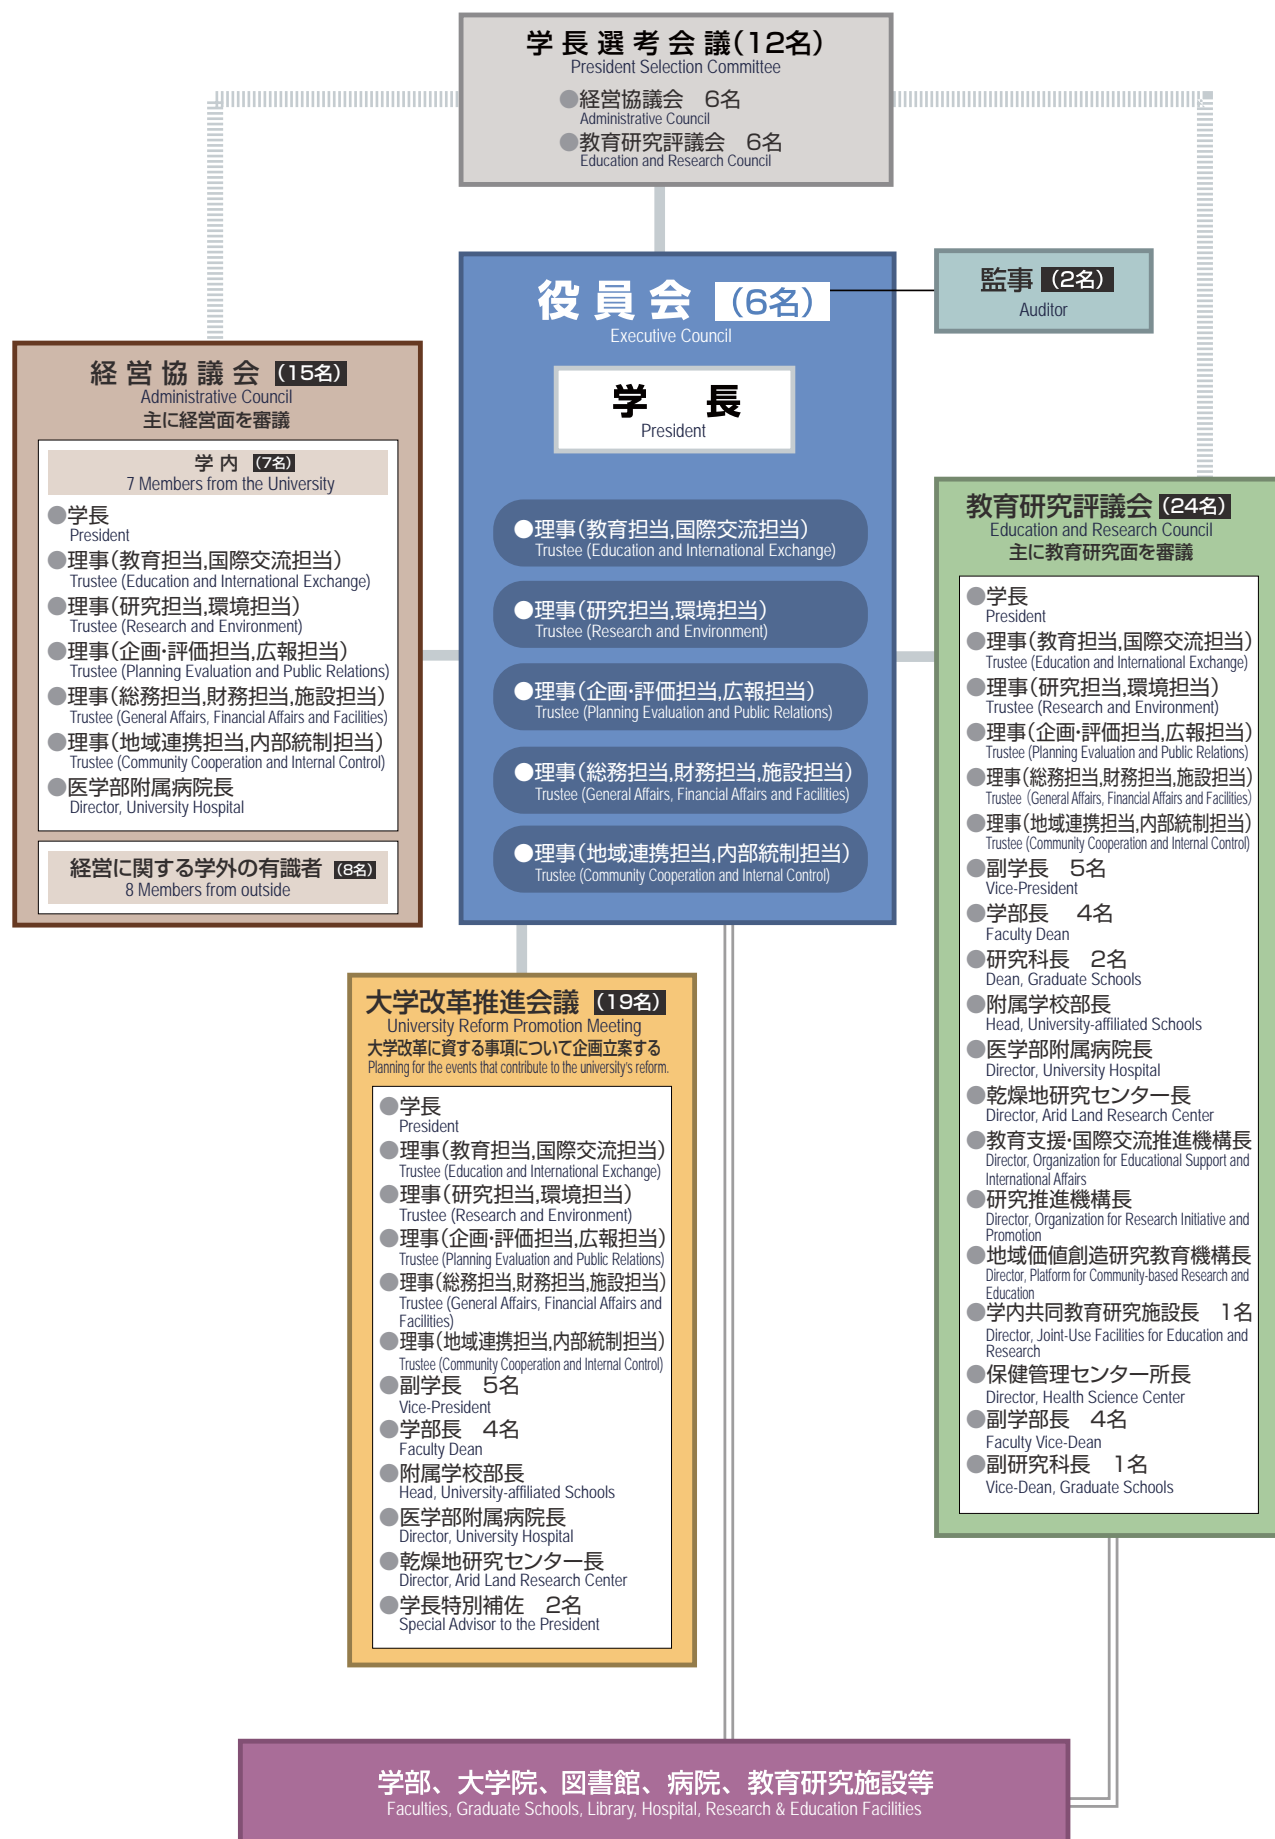 学長選考会議(12名)
President Selection Committee
●経営協議会　6名
Administrative Council
●教育研究評議会　6名
Education and Research Council
役員会 (6名)
Executive Council
学　長
President
●理事(教育担当,国際交流担当)
Trustee (Education and International Exchange)
●理事(研究担当,環境担当)
Trustee (Research and Environment)
●理事(企画・評価担当,広報担当)
Trustee (Planning Evaluation and Public Relations)
●理事(総務担当,財務担当,施設担当)
Trustee (General Affairs, Financial Affairs and Facilities)
●理事(地域連携担当,内部統制担当)
Trustee (Community Cooperation and Internal Control)
監事 (2名)
Auditor
経営協議会 (15名)
Administrative Council
主に経営面を審議
学内 (7名)
7 Members from the University
●学長
President
●理事(教育担当,国際交流担当)
Trustee (Education and International Exchange)
●理事(研究担当,環境担当)
Trustee (Research and Environment)
●理事(企画・評価担当,広報担当)
Trustee (Planning Evaluation and Public Relations)
●理事(総務担当,財務担当,施設担当)
Trustee (General Affairs, Financial Affairs and Facilities)
●理事(地域連携担当,内部統制担当)
Trustee (Community Cooperation and Internal Control)
●医学部附属病院長
Director, University Hospital
経営に関する学外の有識者 (8名)
8 Members from outside
教育研究評議会 (24名)
Education and Research Council
主に教育研究面を審議
●学長
President
●理事(教育担当,国際交流担当)
Trustee (Education and International Exchange)
●理事(研究担当,環境担当)
Trustee (Research and Environment)
●理事(企画・評価担当,広報担当)
Trustee (Planning Evaluation and Public Relations)
●理事(総務担当,財務担当,施設担当)
Trustee (General Affairs, Financial Affairs and Facilities)
●理事(地域連携担当,内部統制担当)
Trustee (Community Cooperation and Internal Control)
●副学長　5名
Vice-President
●学部長　4名
Faculty Dean
●研究科長　2名
Dean, Graduate Schools
●附属学校部長
Head, University-affiliated Schools
●医学部附属病院長
Director, University Hospital
●乾燥地研究センター長
Director, Arid Land Research Center
●教育支援・国際交流推進機構長
Director, Organization for Educational Support and
International Affairs
●研究推進機構長
Director, Organization for Research Initiative and
Promotion
●地域価値創造研究教育機構長
Director, Platform for Community-based Research and
Education
●学内共同教育研究施設長　1名
Director, Joint-Use Facilities for Education and
Research
●保健管理センター所長
Director, Health Science Center
●副学部長　4名
Faculty Vice-Dean
●副研究科長　1名
Vice-Dean, Graduate Schools
大学改革推進会議 (19名)
University Reform Promotion Meeting
大学改革に資する事項について企画立案する
Planning for the events that contribute to the university's reform.
●学長
President
●理事(教育担当,国際交流担当)
Trustee (Education and International Exchange)
●理事(研究担当,環境担当)
Trustee (Research and Environment)
●理事(企画・評価担当,広報担当)
Trustee (Planning Evaluation and Public Relations)
●理事(総務担当,財務担当,施設担当)
Trustee (General Affairs, Financial Affairs and
Facilities)
●理事(地域連携担当,内部統制担当)
Trustee (Community Cooperation and Internal Control)
●副学長　5名
Vice-President
●学部長　4名
Faculty Dean
●附属学校部長
Head, University-affiliated Schools
●医学部附属病院長
Director, University Hospital
●乾燥地研究センター長
Director, Arid Land Research Center
●学長特別補佐　2名
Special Advisor to the President
学部、大学院、図書館、病院、教育研究施設等
Faculties, Graduate Schools, Library, Hospital, Research & Education Facilities